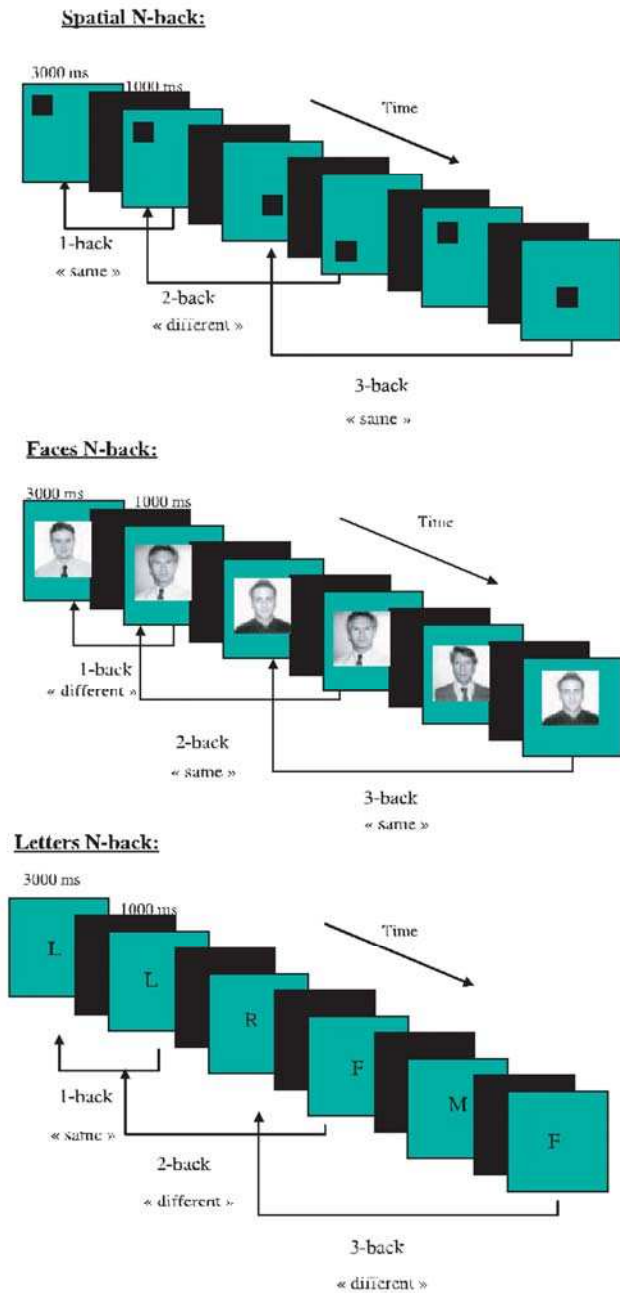 Spatial N-back:
3000 ms
1000 ms
Time
1-back
« same »
2-back
« different »
3-back
« same »
Faces N-back:
3000 ms
1000 ms
Time
1-back
« different »
2-back
« same »
3-back
« same »
Letters N-back:
3000 ms
1000 ms
Time
L
L
R
F
M
F
1-back
« same »
2-back
« different »
3-back
« different »